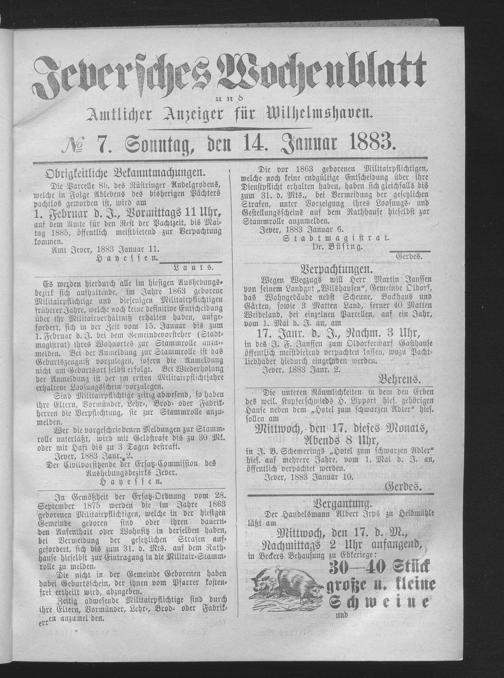 Jeversches Wochenblatt
und
Amtlicher Anzeiger für Wilhelmshaven.
№ 7. Sonntag, den 14. Januar 1883.
Obrigkeitliche Bekanntmachungen.
Die Parcelle 8b. des Rüstringer Andelgrodens,
welche in Folge Ablebens des bisherigen Pächters
pachtlos geworden ist, wird am
1. Februar d. J., Vormittags 11 Uhr,
auf dem Amte für den Rest der Pachtzeit, bis Mai-
tag 1885, öffentlich meistbietend zur Verpachtung
kommen.
Amt Jever, 1883 Januar 11.
Hayessen.
Laurs.
Es werden hierdurch alle im hiesigen Aushebungs-
bezirk sich aufhaltende, im Jahre 1863 geborene
Militairpflichtige und diejenigen Militairpflichtigen
früherer Jahre, welche noch keine definitive Entscheidung
über ihr Militairverhältniß erhalten haben, aufge-
fordert, sich in der Zeit vom 15. Januar bis zum
1. Februar d. J. bei dem Gemeindevorsteher (Stadt-
magistrat) ihres Wohnortes zur Stammrolle anzu-
melden. Bei der Anmeldung zur Stammrolle ist das
Geburtszeugniß vorzulegen, sofern die Anmeldung
nicht am Geburtsort selbst erfolgt. Bei Wiederholung
der Anmeldung ist der im ersten Militairpflichtjahre
erhaltene Loosungsschein vorzulegen.
Sind Militairpflichtige zeitig abwesend, so haben
ihre Eltern, Vormünder, Lehr-, Brod- oder Fabrik-
herren die Verpflichtung, sie zur Stammrolle anzu-
melden.
Wer die vorgeschriebenen Meldungen zur Stamm-
rolle unterläßt, wird mit Geldstrafe bis zu 30 Mk.
oder mit Haft bis zu 3 Tagen bestraft.
Jever, 1883 Janr. 2.
Der Civilvorsitzende der Ersatz-Commission des
Aushebungsbezirks Jever.
Hayessen.
In Gemäßheit der Ersatz-Ordnung vom 28.
September 1875 werden die im Jahre 1863
geborenen Militairpflichtigen, welche in der hiesigen
Gemeinde geboren sind oder ihren dauern-
den Aufenthalt oder Wohnsitz in derselben haben,
bei Vermeidung der gesetzlichen Strafen auf-
gefordert, sich bis zum 31. d. Mts. auf dem Rath-
hause hieselbst zur Eintragung in die Militair-Stamm-
rolle zu melden.
Die nicht in der Gemeinde Geborenen haben
dabei Geburtsschein, der ihnen vom Pfarrer kosten-
frei ertheilt wird, abzugeben.
Zeitig abwesende Militairpflichtige sind durch
ihre Eltern, Vormünder, Lehr-, Brod- oder Fabrik-
herren anzumelden.
Die vor 1863 geborenen Militairpflichtigen,
welche noch keine endgültige Entscheidung über ihre
Dienstpflicht erhalten haben, haben sich gleichfalls bis
zum 31. d. Mts., bei Vermeidung der gesetzlichen
Strafen, unter Vorzeigung ihres Loosungs- und
Gestellungsscheins auf dem Rathhause hieselbst zur
Stammrolle anzumelden.
Jever, 1883 Januar 6.
Stadtmagistrat.
Dr. Büsing.
Gerdes.
Verpachtungen.
Wegen Wegzugs will Herr Martin Janssen
von seinem Landgut „Wilshausen“, Gemeinde Oldorf,
das Wohngebäude nebst Scheune, Backhaus und
Gärten, sowie 3 Matten Land, ferner 40 Matten
Weideland, bei einzelnen Parzellen, auf ein Jahr,
vom 1. Mai d. J. an, am
17. Janr. d. J., Nachm. 3 Uhr,
in des J. F. Janssen zum Oldorferdarf Gasthause
öffentlich meistbietend verpachten lassen, wozu Pacht-
liebhaber hiedurch eingeladen werden.
Jever, 1883 Janr. 2.
Behrens.
Die unteren Räumlichkeiten in dem den Erben
des weil. Kupferschmieds H. Pipport hies. gehörigen
Hause neben dem „Hotel zum schwarzen Adler“ hies.
sollen am
Mittwoch, den 17. dieses Monats,
Abends 8 Uhr,
in J. B. Schemerings „Hotel zum schwarzen Adler“
hies. auf mehrere Jahre, vom 1. Mai d. J. an,
öffentlich verpachtet werden.
Jever, 1883 Januar 10.
Gerdes.
Vergantung.
Der Handelsmann Albert Irps zu Heidmühle
läßt am
Mittwoch, den 17. d. M.,
Nachmittags 2 Uhr anfangend,
in Beckers Behausung zu Ebkeriege:
30—40 Stück
große u. kleine
Schweine
und